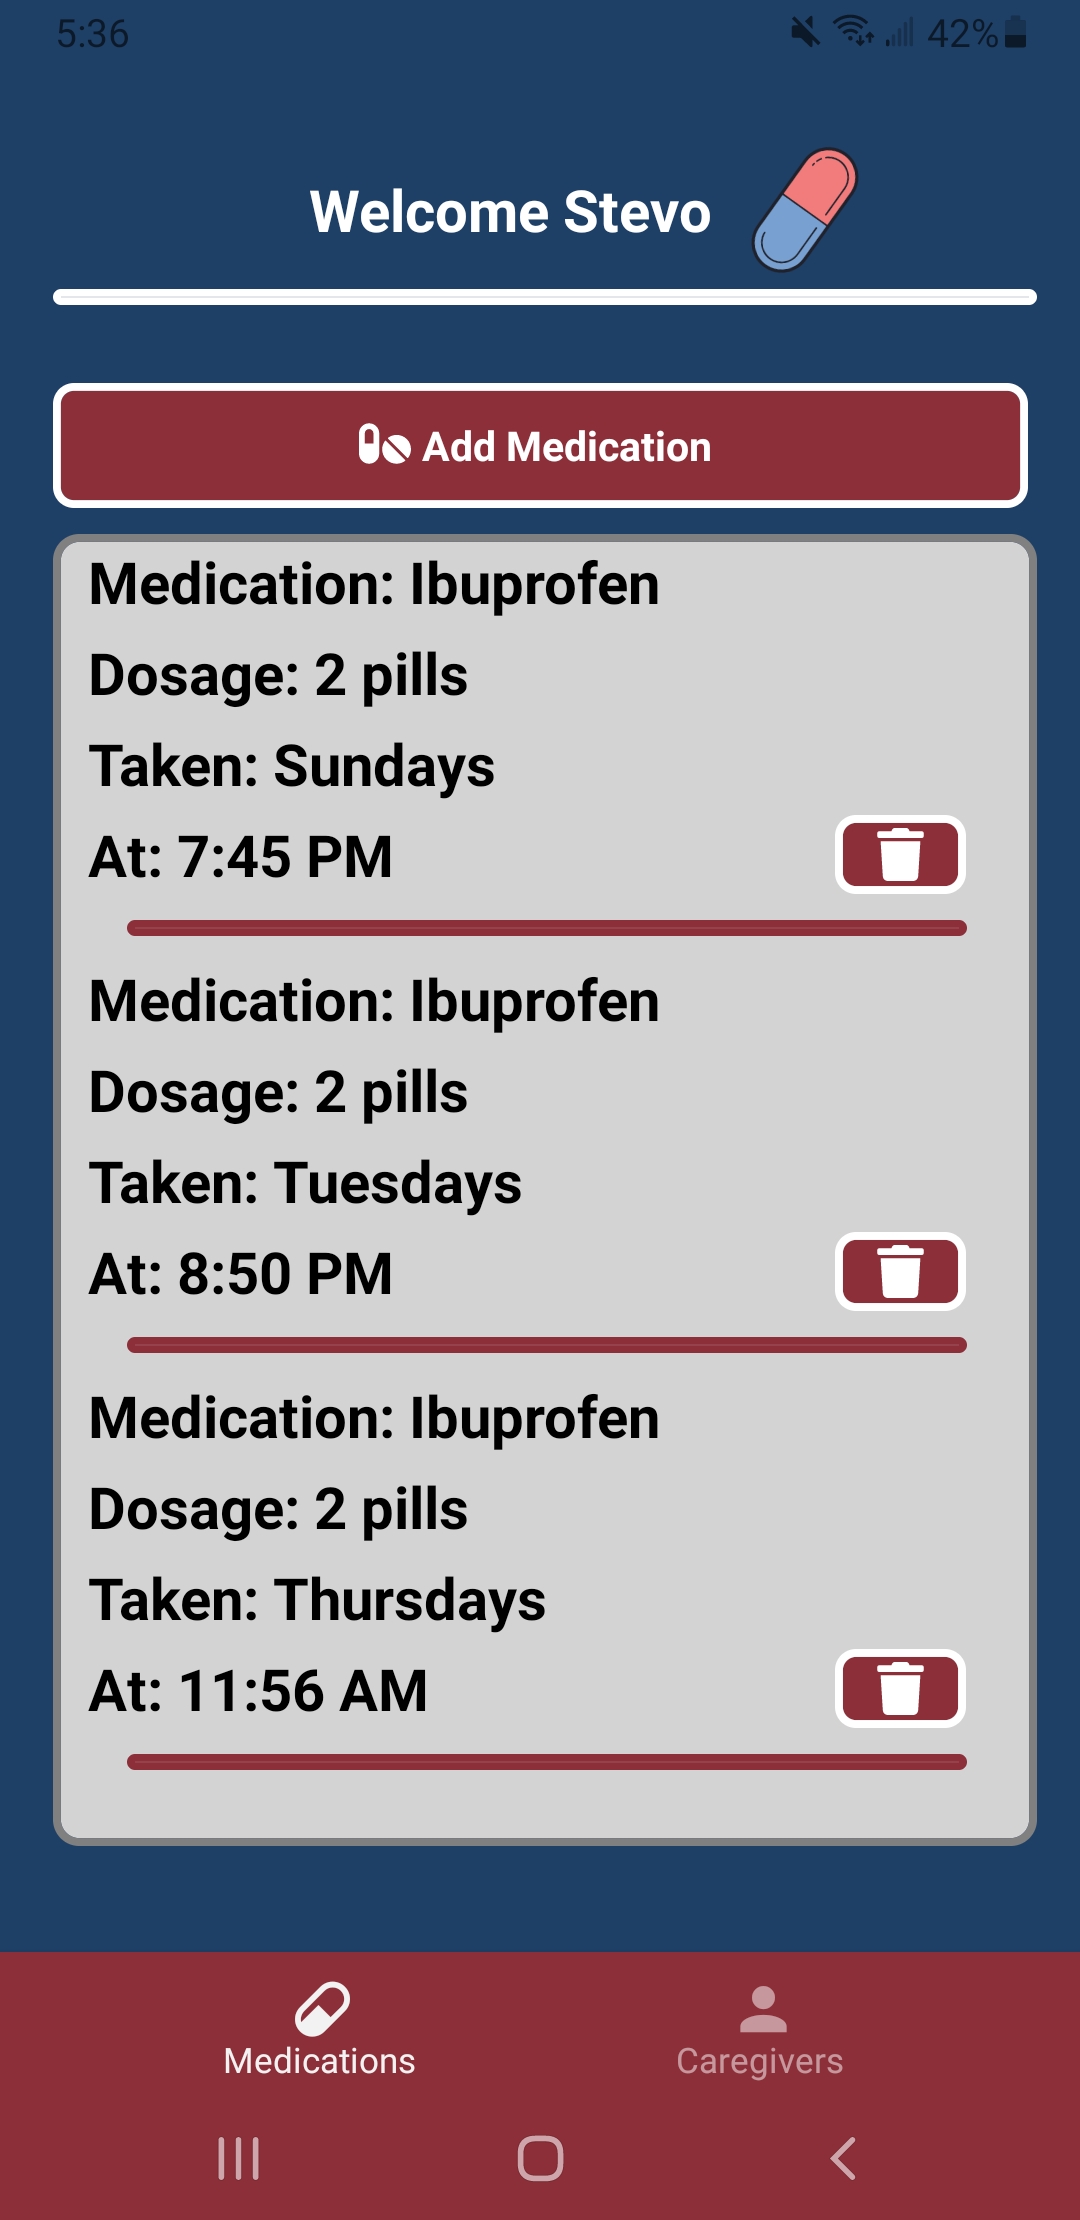 5:36
42%
Welcome Stevo
Add Medication
Medication: Ibuprofen
Dosage: 2 pills
Taken: Sundays
At: 7:45 PM
Medication: Ibuprofen
Dosage: 2 pills
Taken: Tuesdays
At: 8:50 PM
Medication: Ibuprofen
Dosage: 2 pills
Taken: Thursdays
At: 11:56 AM
Medications
Caregivers